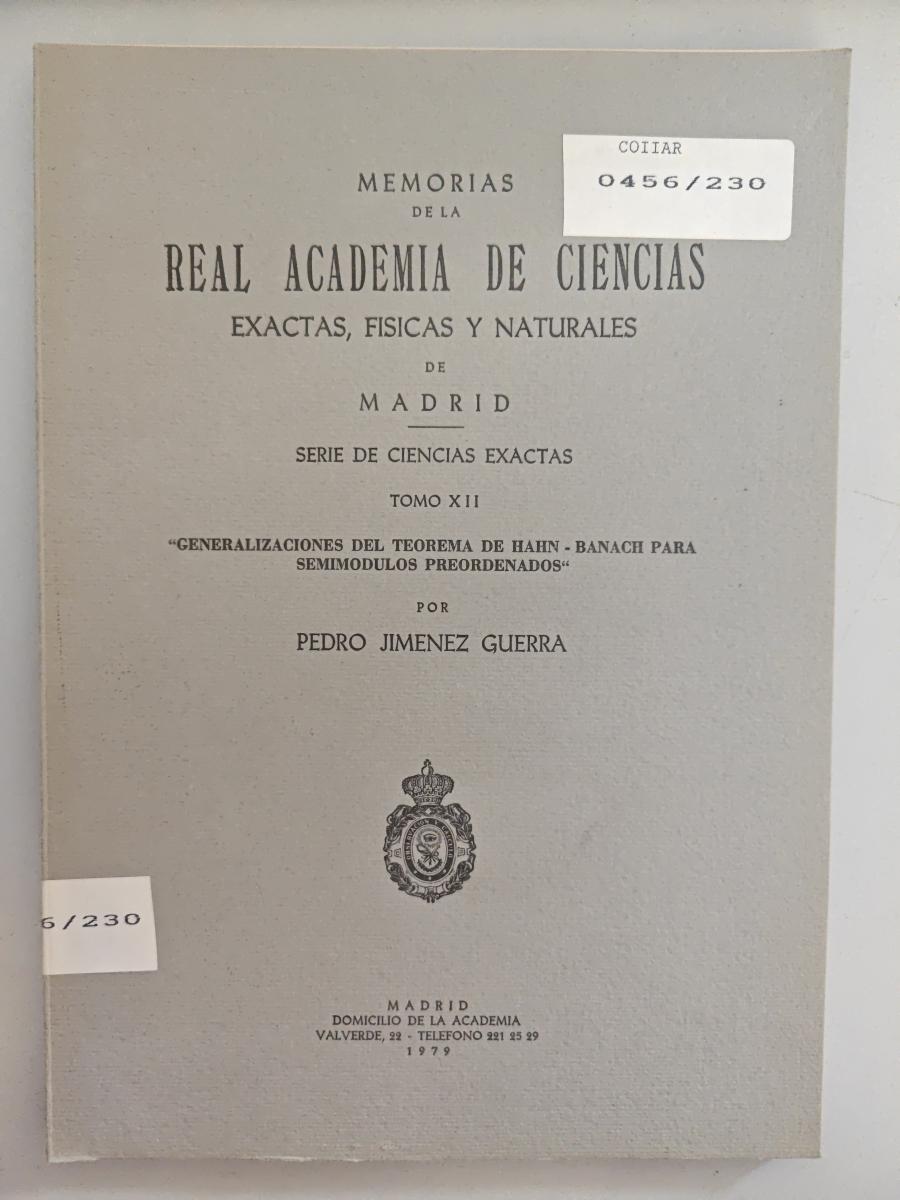 COIIAR
0456/230
MEMORIAS
DE LA
REAL ACADEMIA DE CIENCIAS
EXACTAS, FISICAS Y NATURALES
DE
MADRID
SERIE DE CIENCIAS EXACTAS
TOMO XII
“GENERALIZACIONES DEL TEOREMA DE HAHN - BANACH PARA
SEMIMODULOS PREORDENADOS“
POR
PEDRO JIMENEZ GUERRA
OBSERVACION Y CALCULO
6/230
MADRID
DOMICILIO DE LA ACADEMIA
VALVERDE, 22 - TELEFONO 221 25 29
1979